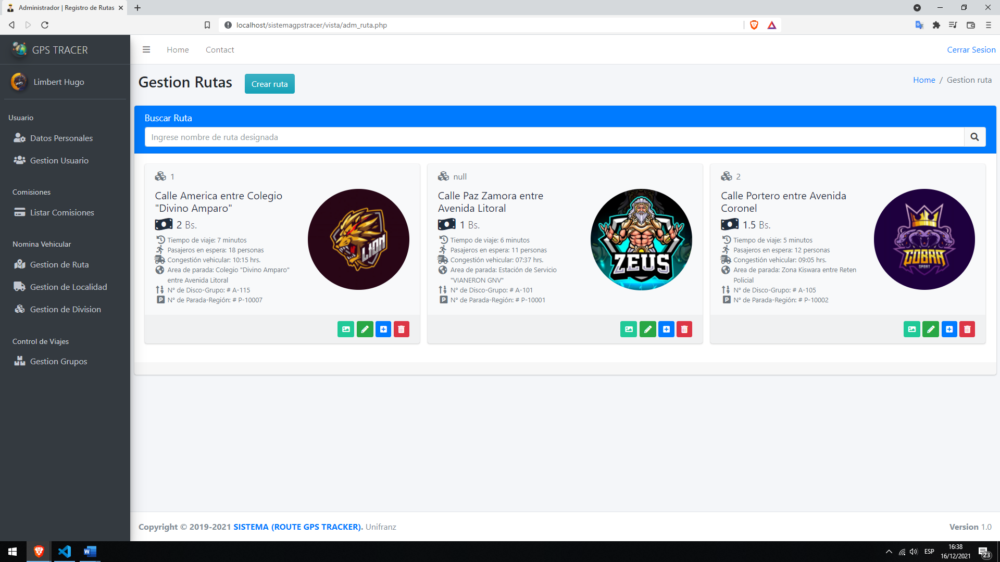 Administrador | Registro de Rutas
localhost/sistemagpstracer/vista/adm_ruta.php
GPS TRACER
Home
Contact
Cerrar Sesion
Limbert Hugo
Usuario
Datos Personales
Gestion Usuario
Comisiones
Listar Comisiones
Nomina Vehicular
Gestion de Ruta
Gestion de Localidad
Gestion de Division
Control de Viajes
Gestion Grupos
Gestion Rutas
Crear ruta
Home / Gestion ruta
Buscar Ruta
Ingrese nombre de ruta designada
1
Calle America entre Colegio
"Divino Amparo"
2 Bs.
Tiempo de viaje: 7 minutos
Pasajeros en espera: 18 personas
Congestión vehicular: 10:15 hrs.
Area de parada: Colegio "Divino Amparo"
entre Avenida Litoral
N° de Disco-Grupo: # A-115
N° de Parada-Región: # P-10007
LION
null
Calle Paz Zamora entre
Avenida Litoral
1 Bs.
Tiempo de viaje: 6 minutos
Pasajeros en espera: 11 personas
Congestión vehicular: 07:37 hrs.
Area de parada: Estación de Servicio
"VIANERON GNV"
N° de Disco-Grupo: # A-101
N° de Parada-Región: # P-10001
ZEUS
2
Calle Portero entre Avenida
Coronel
1.5 Bs.
Tiempo de viaje: 5 minutos
Pasajeros en espera: 12 personas
Congestión vehicular: 09:05 hrs.
Area de parada: Zona Kiswara entre Reten
Policial
N° de Disco-Grupo: # A-105
N° de Parada-Región: # P-10002
COBRA
SPORT
Copyright © 2019-2021 SISTEMA (ROUTE GPS TRACKER). Unifranz
Version 1.0
ESP
16:38
16/12/2021
23